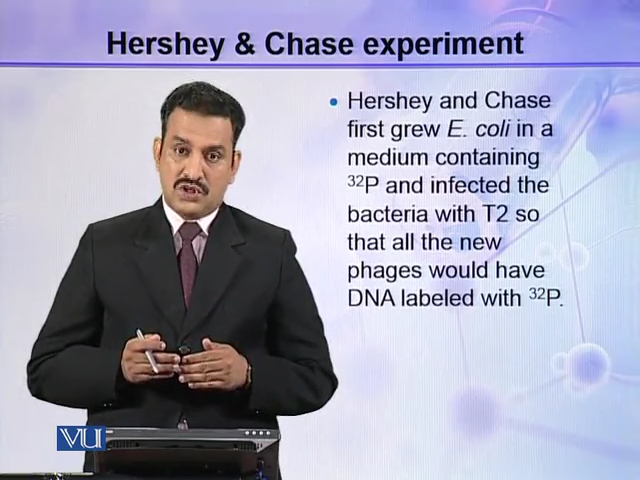 Hershey & Chase experiment
• Hershey and Chase
first grew E. coli in a
medium containing
³²P and infected the
bacteria with T2 so
that all the new
phages would have
DNA labeled with ³²P.
VU